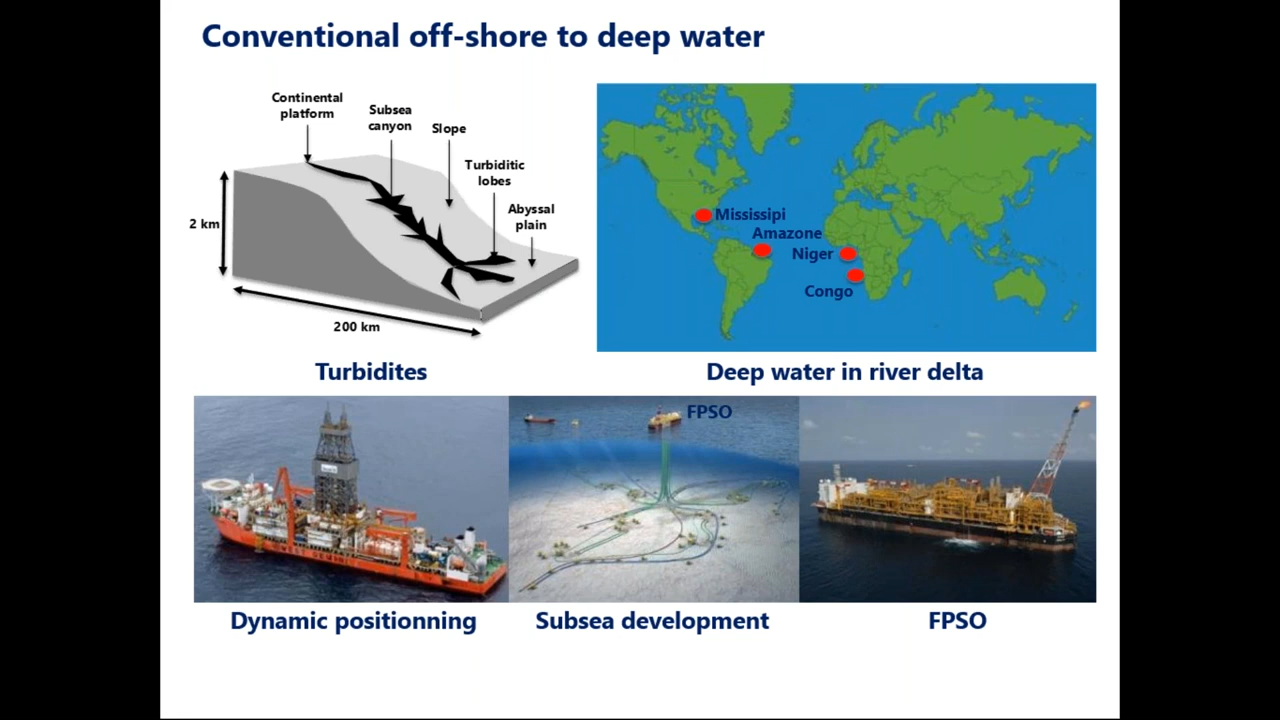 Conventional off-shore to deep water
Continental
platform
Subsea
canyon
Slope
Turbiditic
lobes
Abyssal
plain
2 km
200 km
Mississipi
Amazone
Niger
Congo
Turbidites
Deep water in river delta
FPSO
Dynamic positionning
Subsea development
FPSO